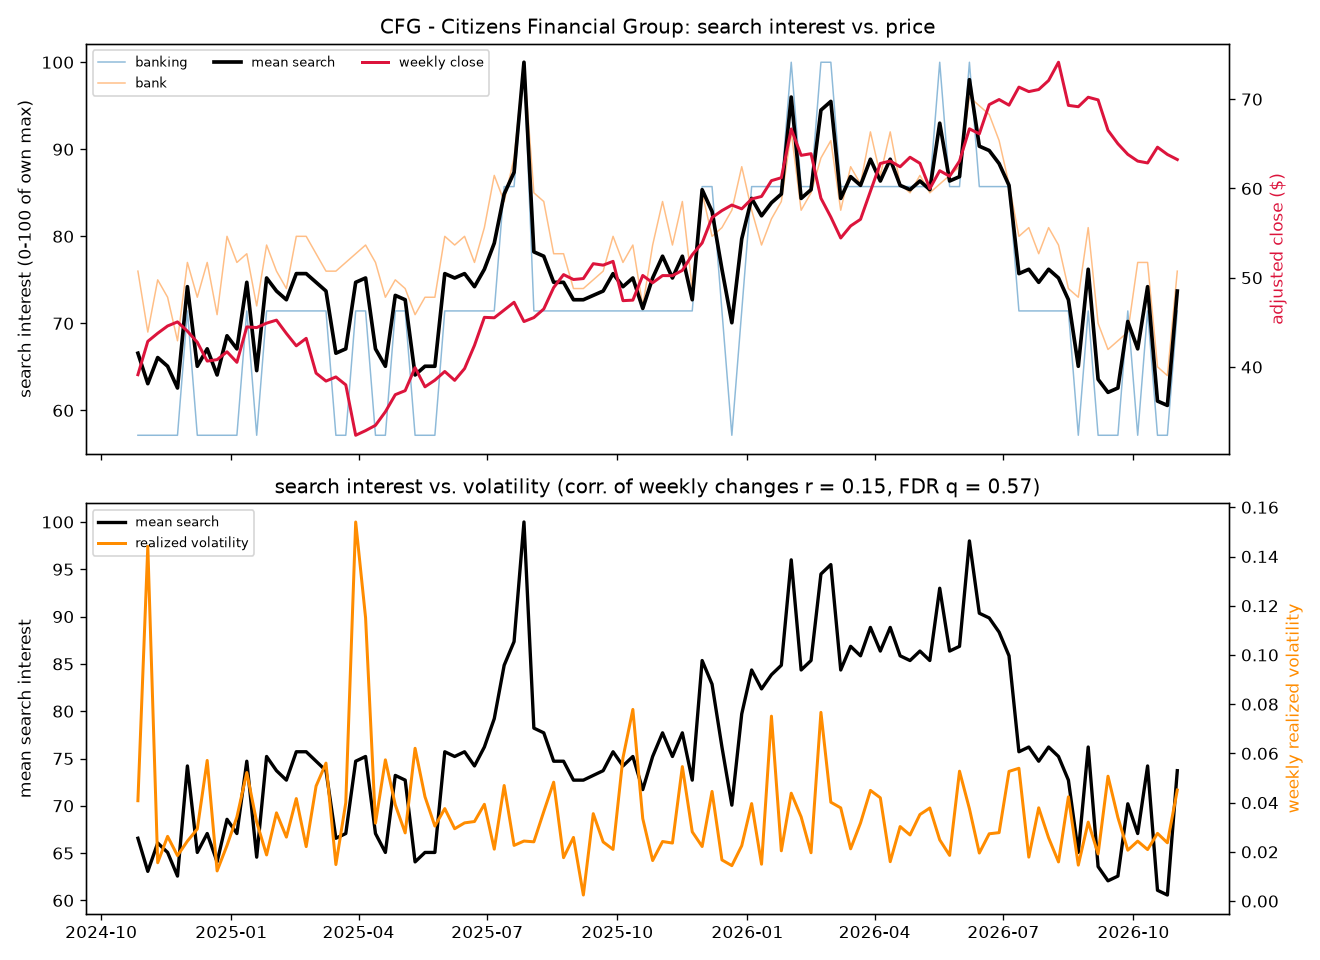 CFG - Citizens Financial Group: search interest vs. price
banking
mean search
weekly close
bank
100
90
80
70
60
search interest (0-100 of own max)
70
60
50
40
adjusted close ($)
search interest vs. volatility (corr. of weekly changes r = 0.15, FDR q = 0.57)
mean search
realized volatility
100
95
90
85
80
75
70
65
60
mean search interest
0.16
0.14
0.12
0.10
0.08
0.06
0.04
0.02
0.00
weekly realized volatility
2024-10 2025-01 2025-04 2025-07 2025-10 2026-01 2026-04 2026-07 2026-10